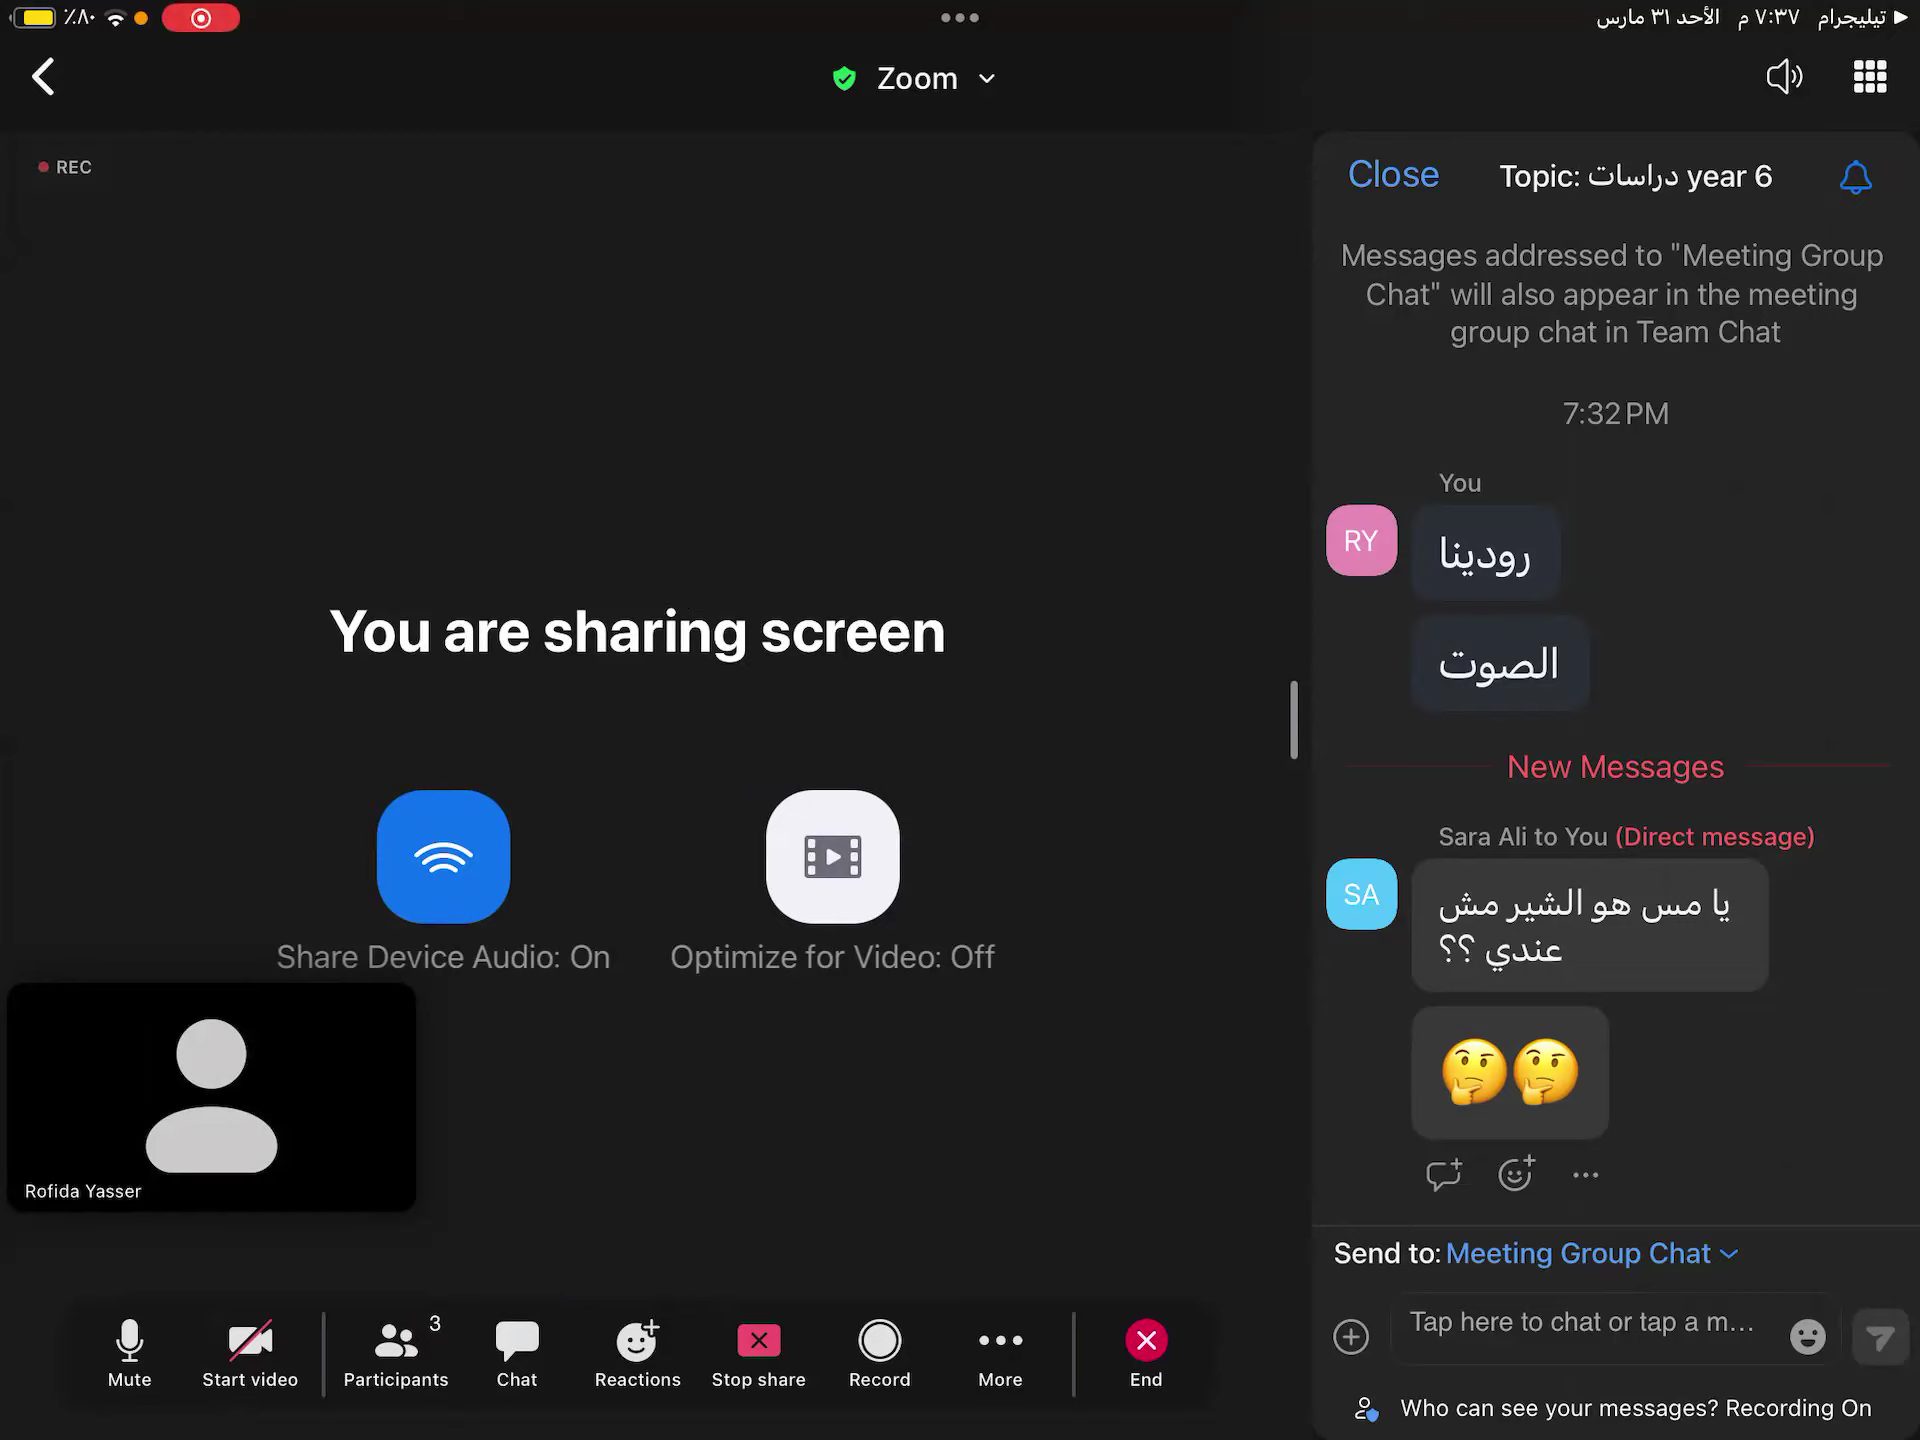 ٪٨٠
◀ تيليجرام ٧:٣٧ م الأحد ٣١ مارس
Zoom
REC
You are sharing screen
Share Device Audio: On
Optimize for Video: Off
Rofida Yasser
Mute
Start video
Participants
3
Chat
Reactions
Stop share
Record
More
End
Close
Topic: دراسات year 6
Messages addressed to "Meeting Group
Chat" will also appear in the meeting
group chat in Team Chat
7:32 PM
You
RY
رودينا
الصوت
New Messages
Sara Ali to You (Direct message)
SA
يا مس هو الشير مش
عندي ؟؟
🤔🤔
Send to: Meeting Group Chat
Tap here to chat or tap a m...
Who can see your messages? Recording On